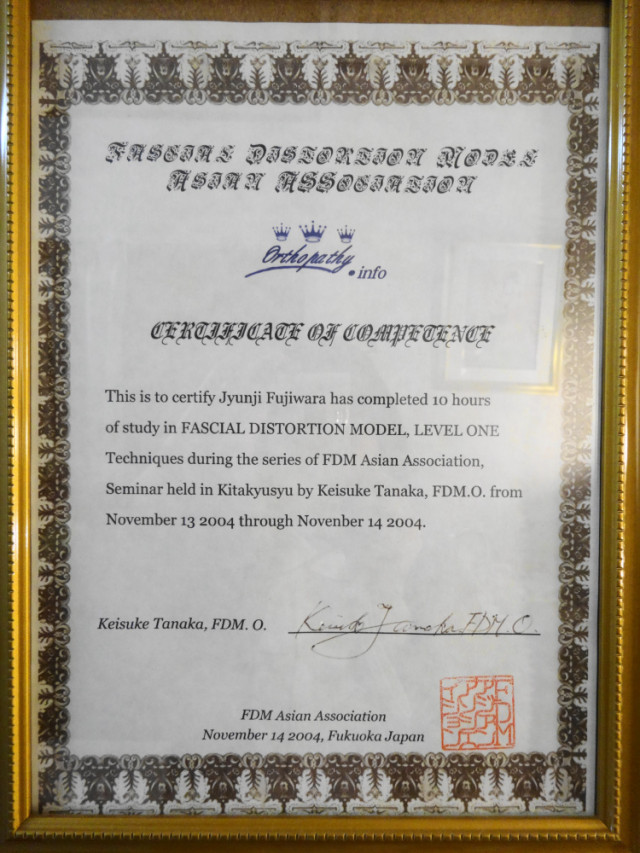 FASCIAL DISTORTION MODEL
ASIAN ASSOCIATION
Orthopathy
.info
CERTIFICATE OF COMPETENCE
This is to certify Jyunji Fujiwara has completed 10 hours
of study in FASCIAL DISTORTION MODEL, LEVEL ONE
Techniques during the series of FDM Asian Association,
Seminar held in Kitakyusyu by Keisuke Tanaka, FDM.O. from
November 13 2004 through Novenber 14 2004.
Keisuke Tanaka, FDM. O. Keisuke Tanaka, FDM. O.
FDM Asian Association
November 14 2004, Fukuoka Japan
FDM